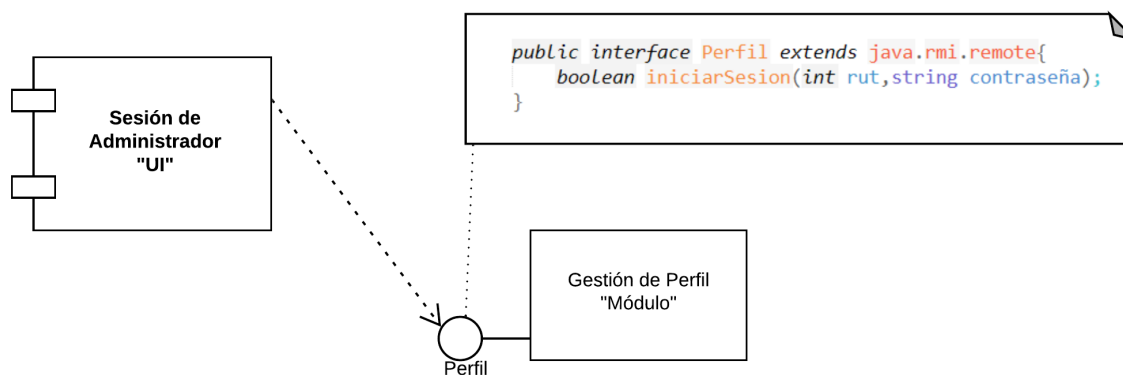 public interface Perfil extends java.rmi.remote{
boolean iniciarSesion(int rut,string contraseña);
}
Sesión de
Administrador
"UI"
Gestión de Perfil
"Módulo"
Perfil